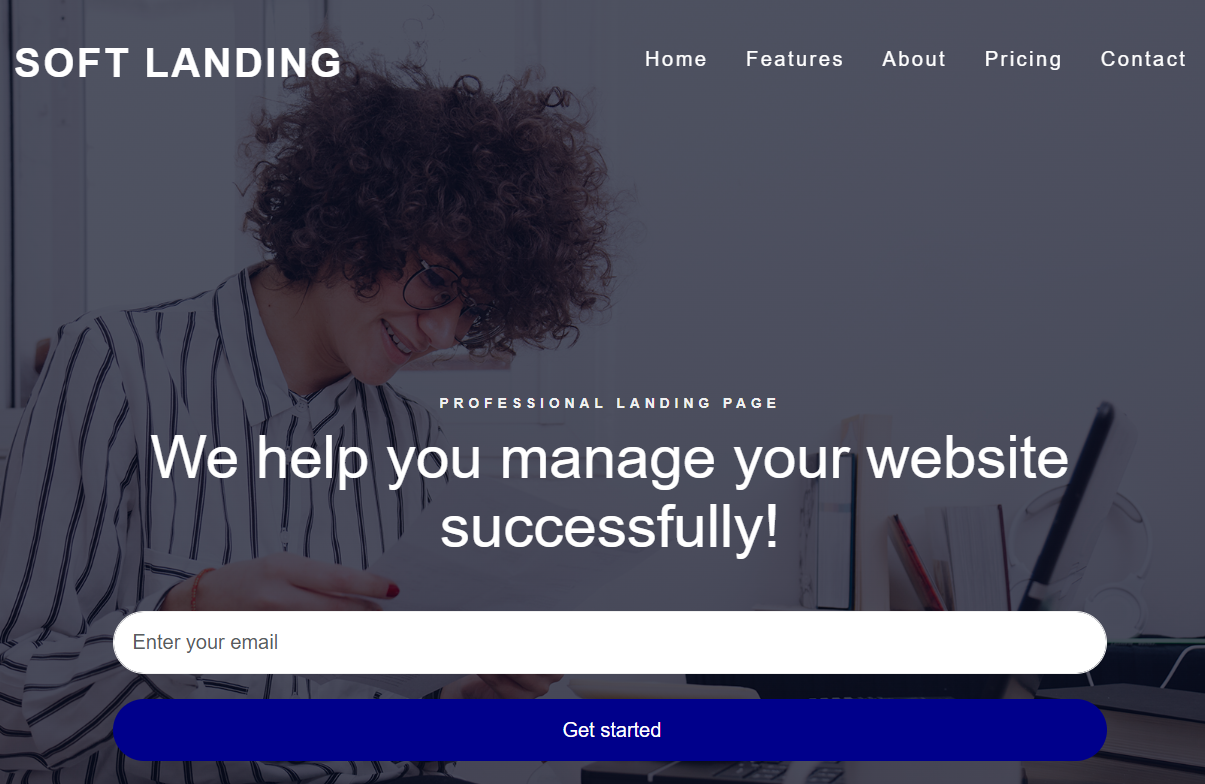 SOFT LANDING
Home Features About Pricing Contact
PROFESSIONAL LANDING PAGE
We help you manage your website
successfully!
Enter your email
Get started